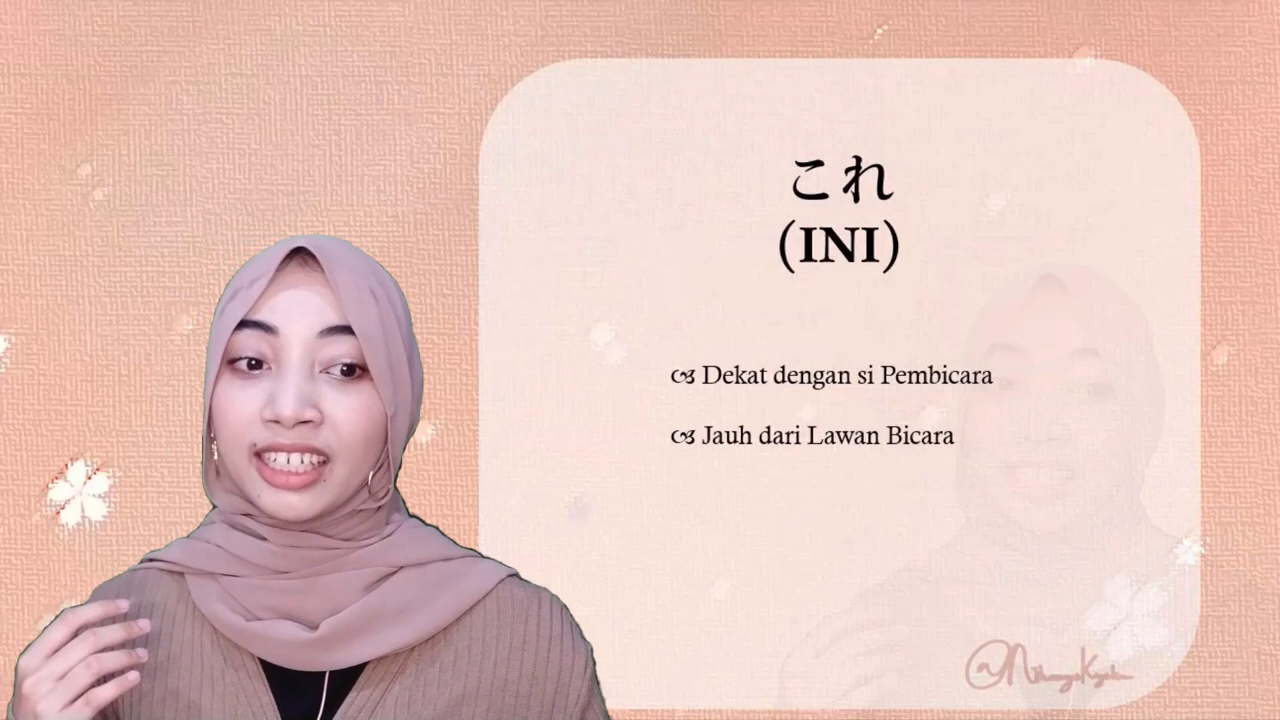 これ
(INI)
Dekat dengan si Pembicara
Jauh dari Lawan Bicara